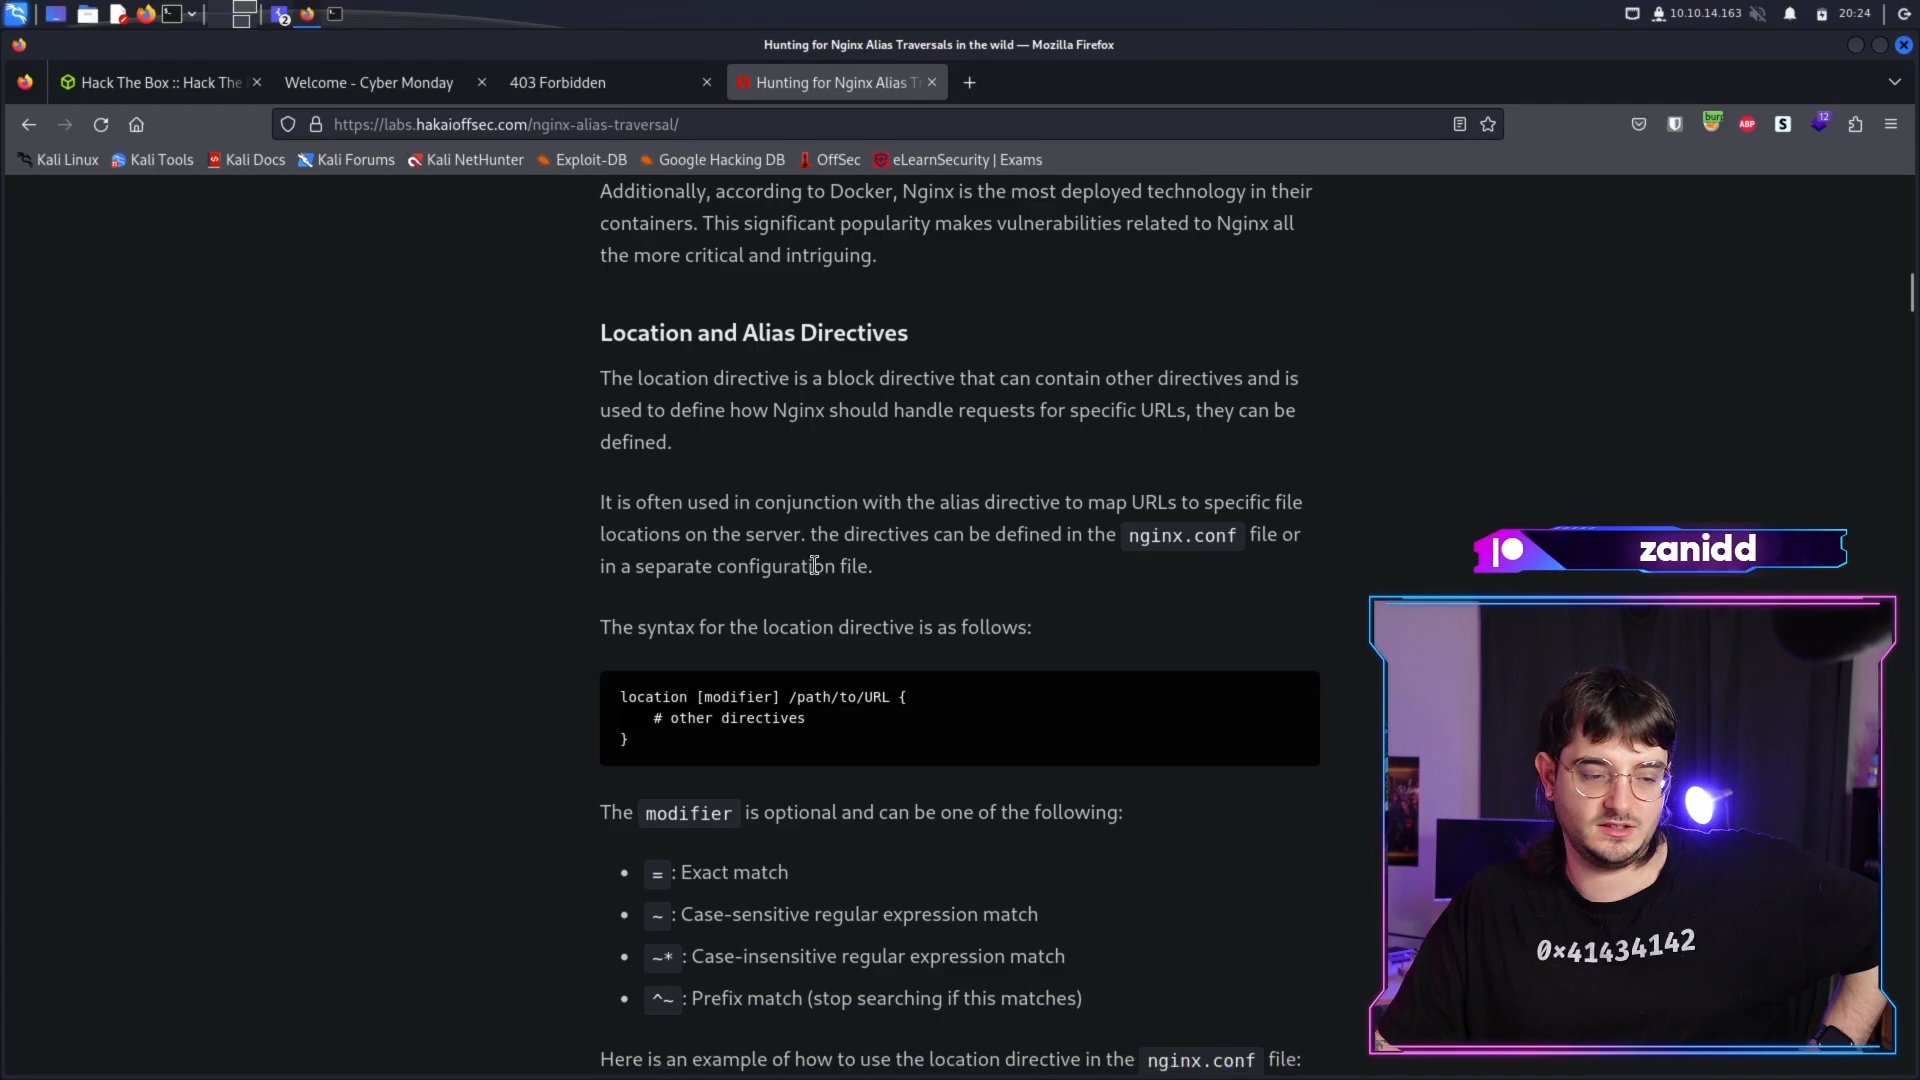 2
10.10.14.163
20:24
Hunting for Nginx Alias Traversals in the wild — Mozilla Firefox
Hack The Box :: Hack The
Welcome - Cyber Monday
403 Forbidden
Hunting for Nginx Alias T
https://labs.hakaioffsec.com/nginx-alias-traversal/
burp
ABP
S
12
Kali Linux
Kali Tools
Kali Docs
Kali Forums
Kali NetHunter
Exploit-DB
Google Hacking DB
OffSec
eLearnSecurity | Exams
Additionally, according to Docker, Nginx is the most deployed technology in their
containers. This significant popularity makes vulnerabilities related to Nginx all
the more critical and intriguing.
Location and Alias Directives
The location directive is a block directive that can contain other directives and is
used to define how Nginx should handle requests for specific URLs, they can be
defined.
It is often used in conjunction with the alias directive to map URLs to specific file
locations on the server. the directives can be defined in the nginx.conf file or
in a separate configuration file.
The syntax for the location directive is as follows:
location [modifier] /path/to/URL {
# other directives
}
The modifier is optional and can be one of the following:
• = : Exact match
• ~ : Case-sensitive regular expression match
• ~* : Case-insensitive regular expression match
• ^~ : Prefix match (stop searching if this matches)
Here is an example of how to use the location directive in the nginx.conf file:
zanidd
0x41434142